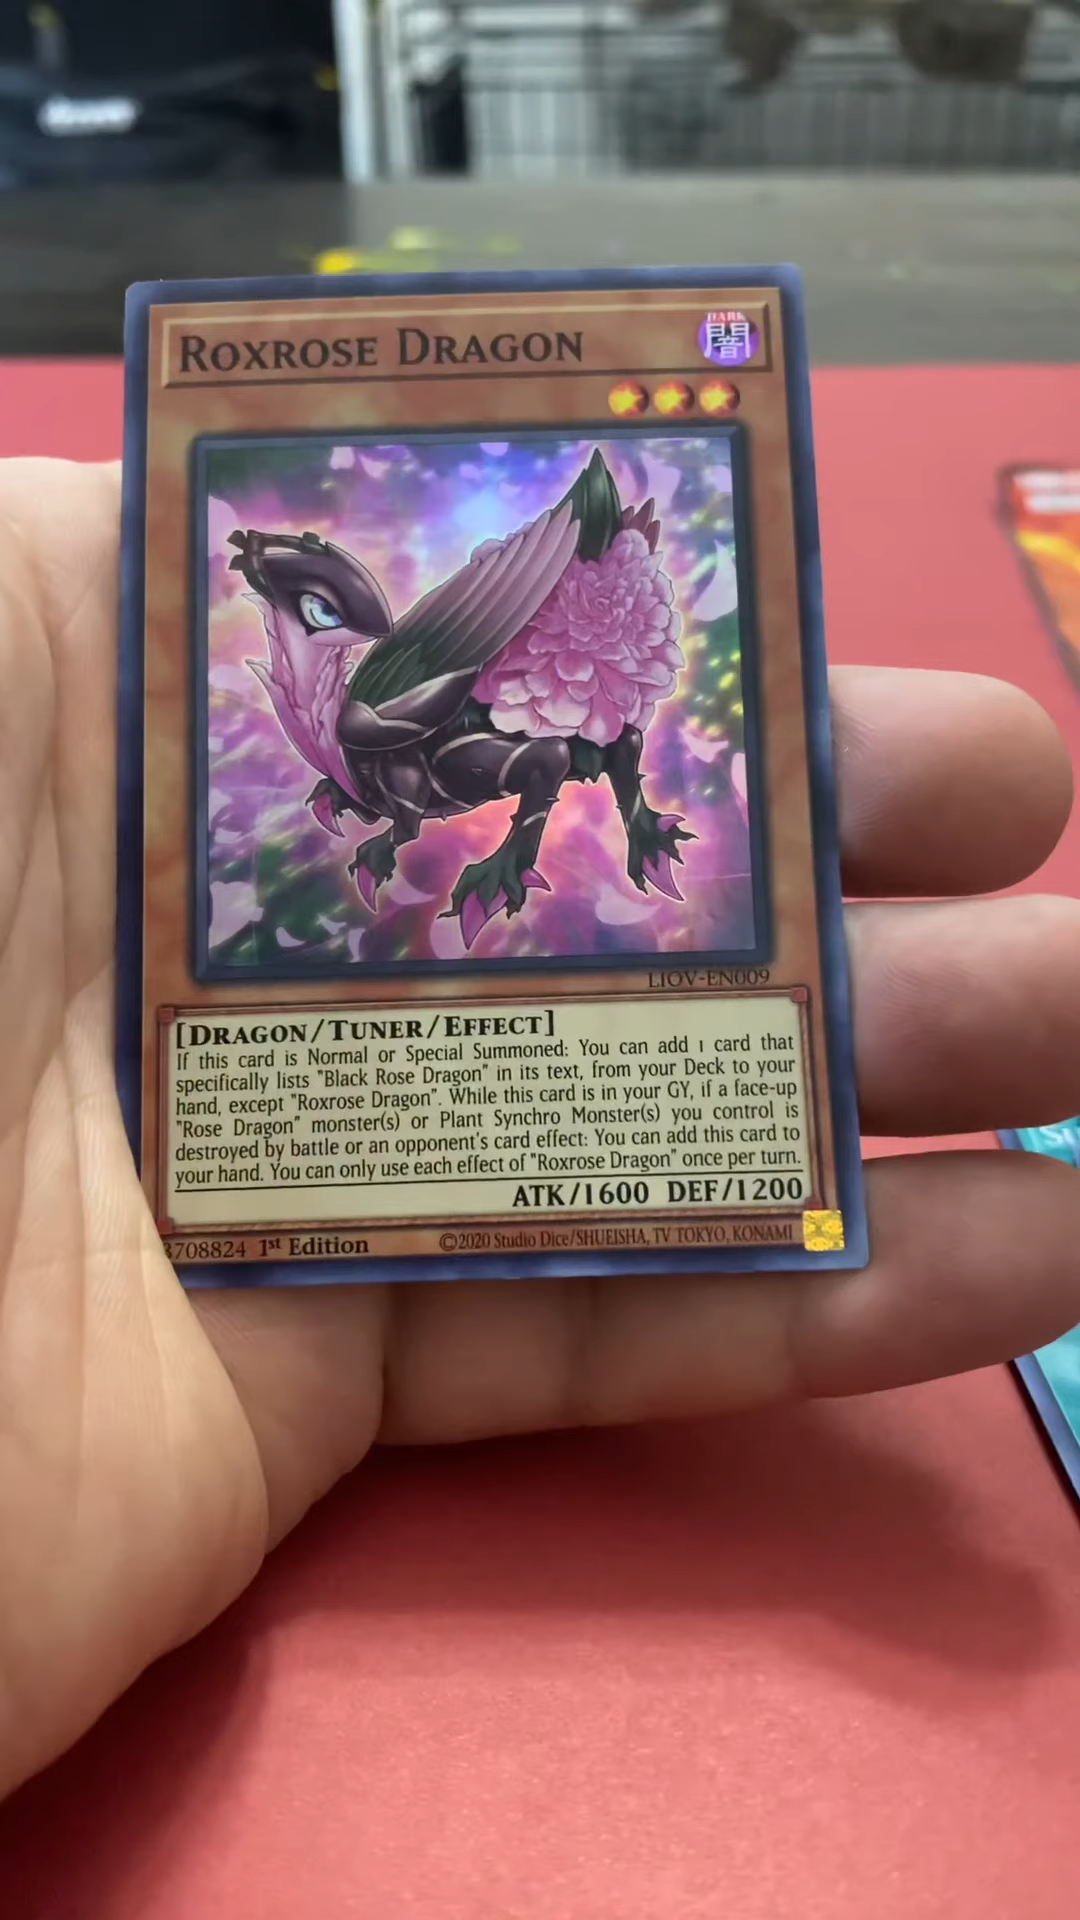 ROXROSE DRAGON
DARK
闇
LIOV-EN009
[DRAGON/TUNER/EFFECT]
If this card is Normal or Special Summoned: You can add 1 card that
specifically lists "Black Rose Dragon" in its text, from your Deck to your
hand, except "Roxrose Dragon". While this card is in your GY, if a face-up
"Rose Dragon" monster(s) or Plant Synchro Monster(s) you control is
destroyed by battle or an opponent's card effect: You can add this card to
your hand. You can only use each effect of "Roxrose Dragon" once per turn.
ATK/1600 DEF/1200
3708824 1st Edition ©2020 Studio Dice/SHUEISHA, TV TOKYO, KONAMI